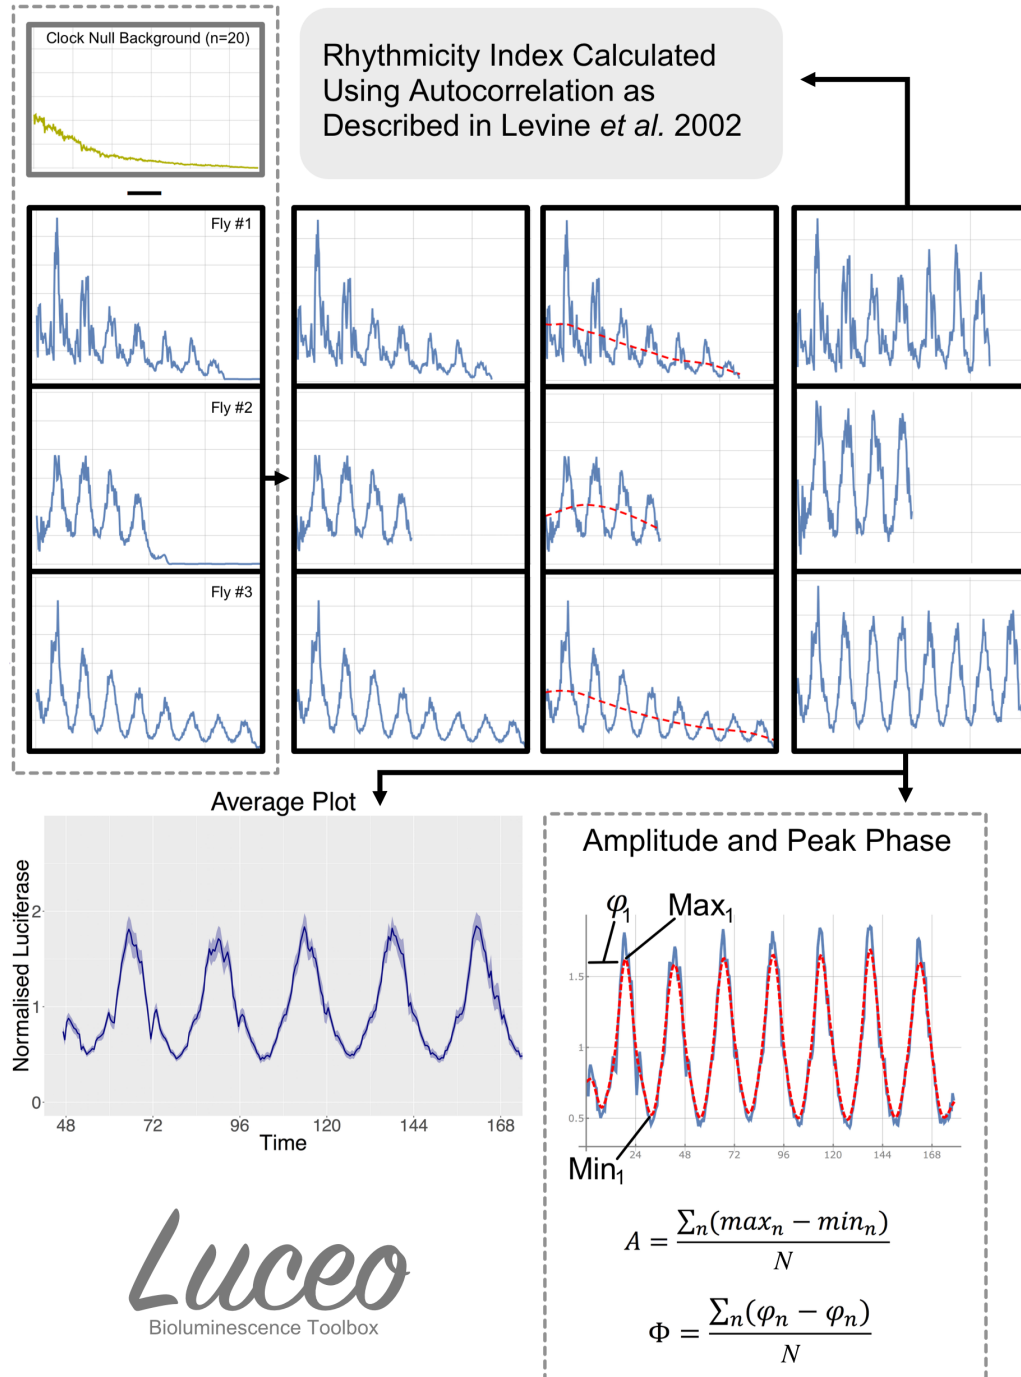 Clock Null Background (n=20)
Rhythmicity Index Calculated
Using Autocorrelation as
Described in Levine et al. 2002
Fly #1
Fly #2
Fly #3
Average Plot
Normalised Luciferase
2
1
0
48 72 96 120 144 168
Time
Amplitude and Peak Phase
φ1 Max1
1.5
1
0.5
24 48 72 96 120 144 168
Min1
A = ∑n(maxn − minn) / N
Φ = ∑n(φn − φn) / N
Luceo
Bioluminescence Toolbox